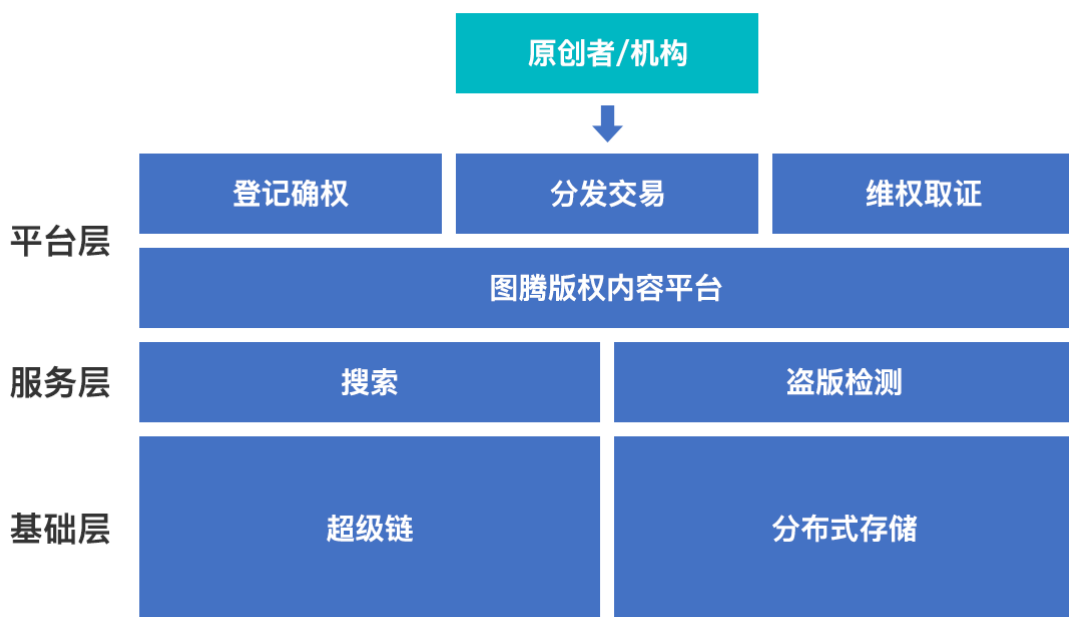 原创者/机构
登记确权
分发交易
维权取证
平台层
图腾版权内容平台
服务层
搜索
盗版检测
基础层
超级链
分布式存储